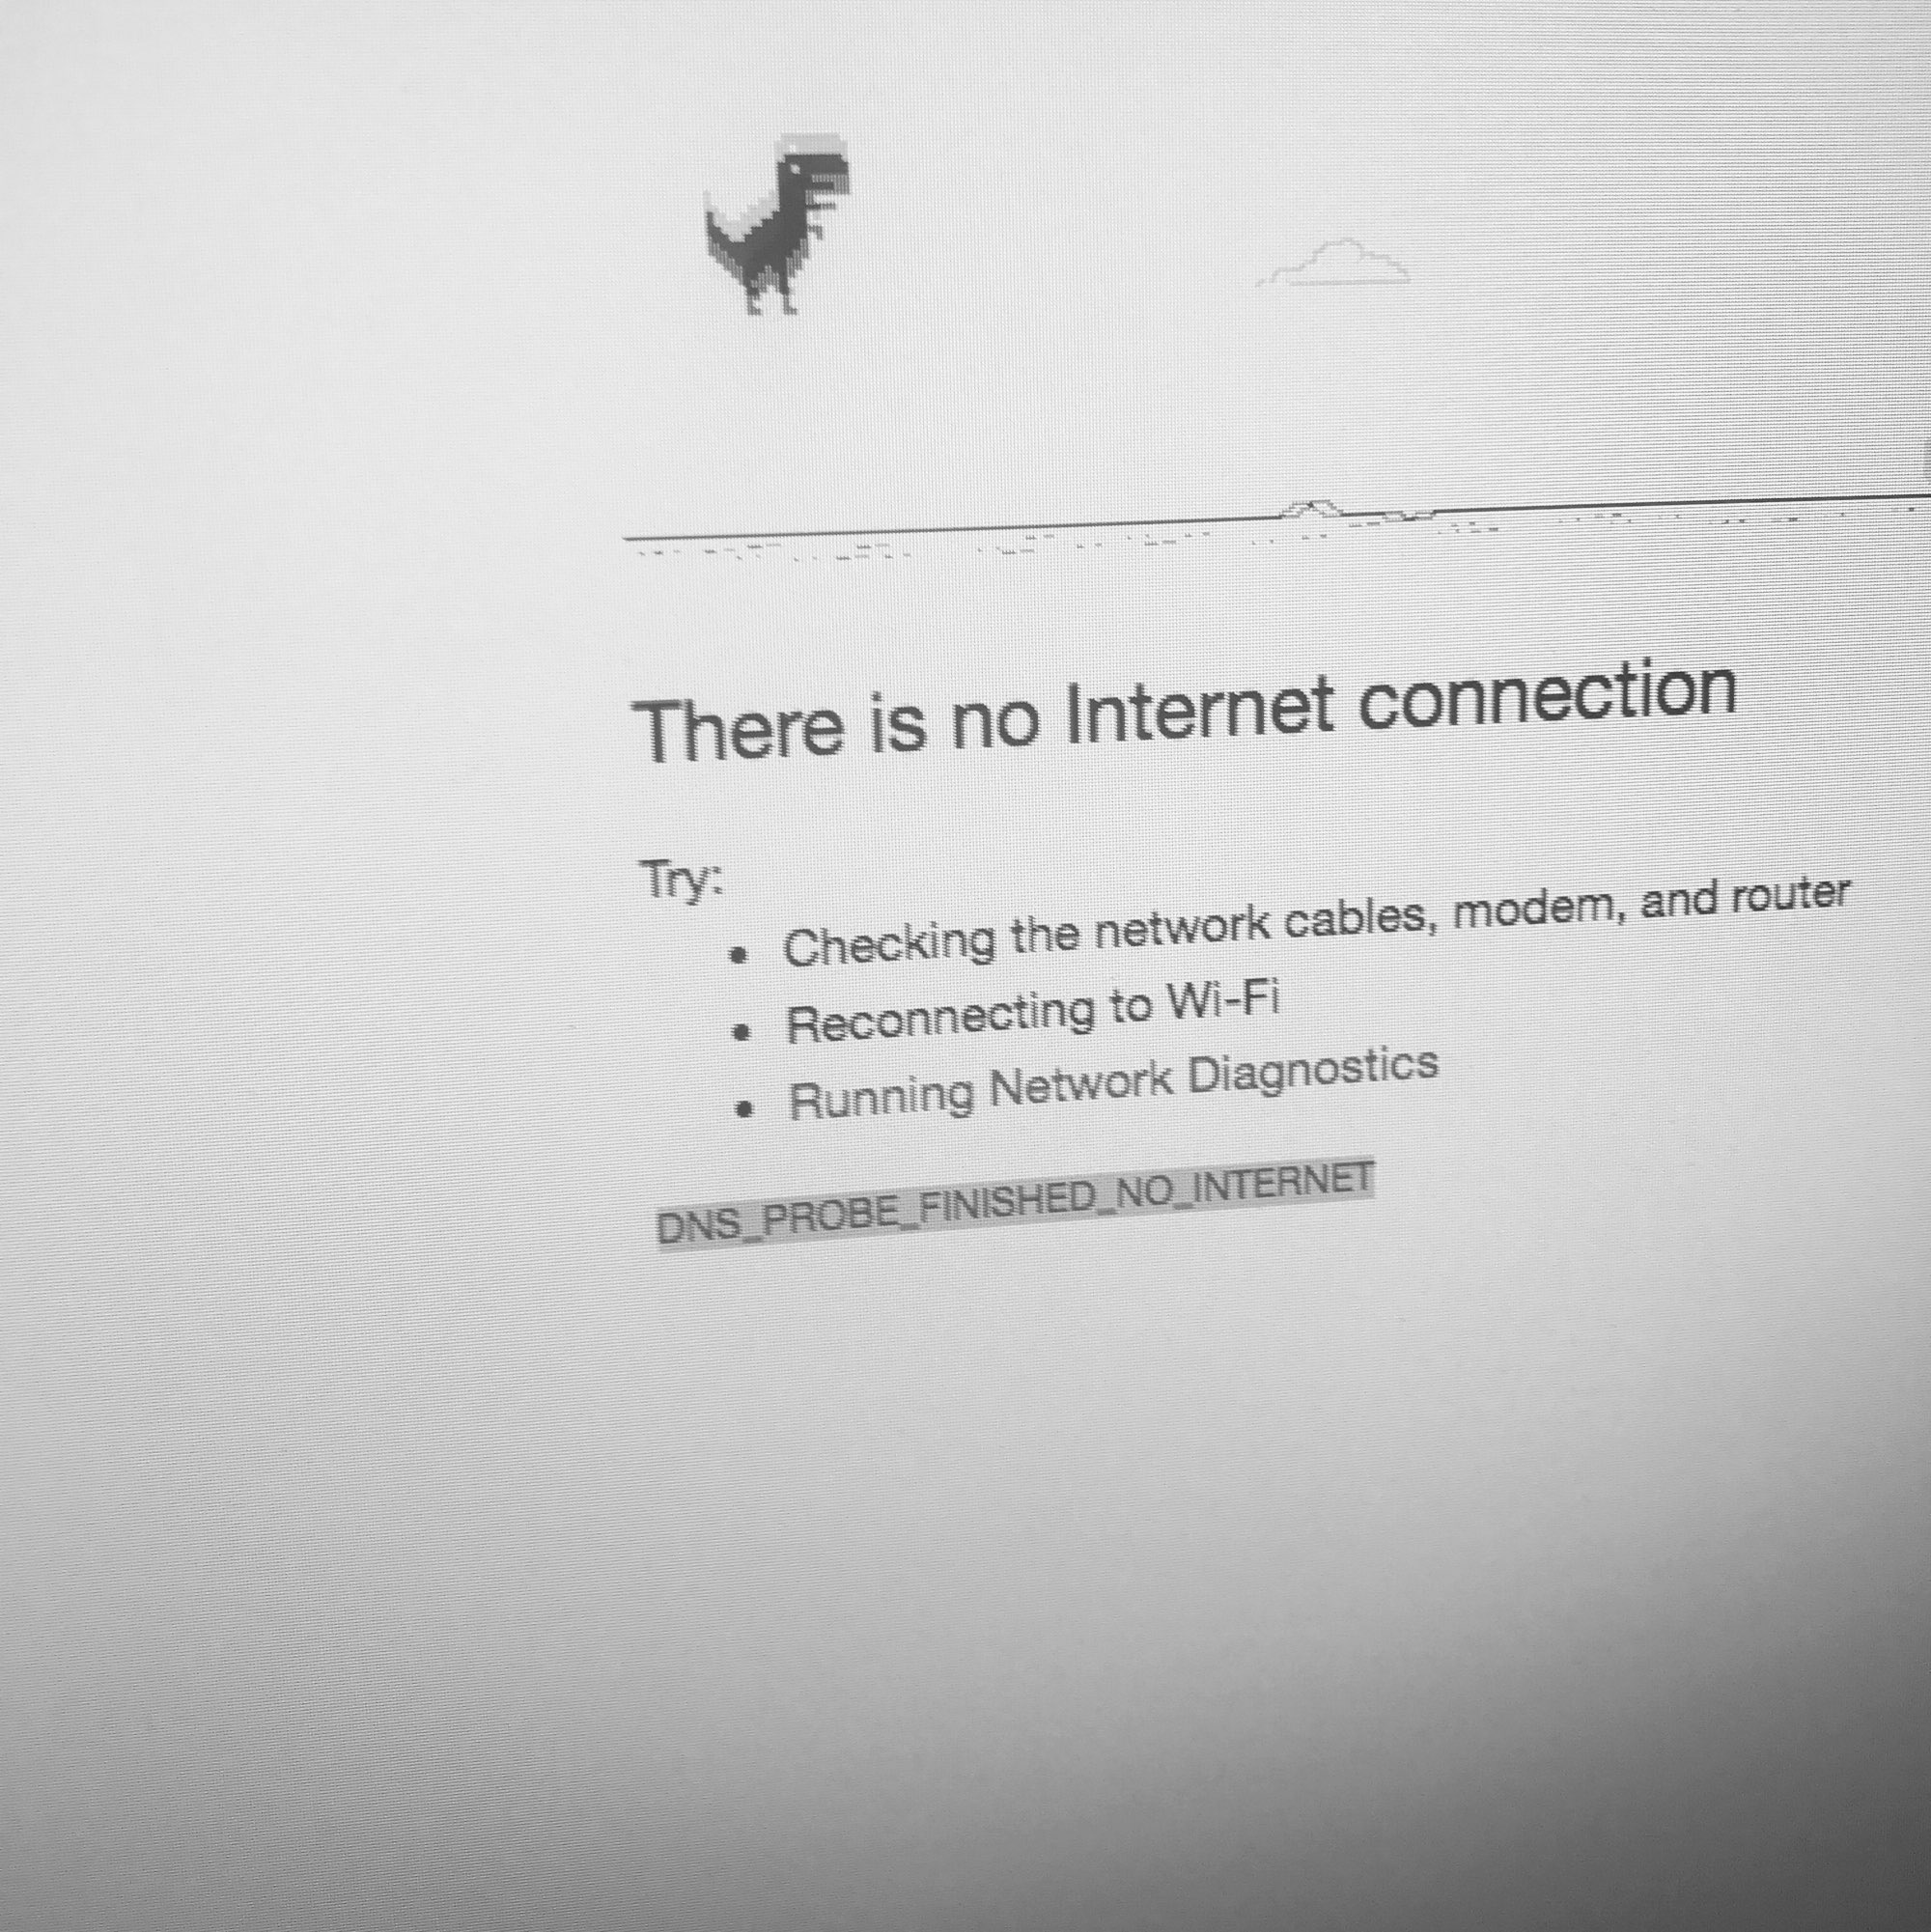 There is no Internet connection
Try:
• Checking the network cables, modem, and router
• Reconnecting to Wi-Fi
• Running Network Diagnostics
DNS_PROBE_FINISHED_NO_INTERNET